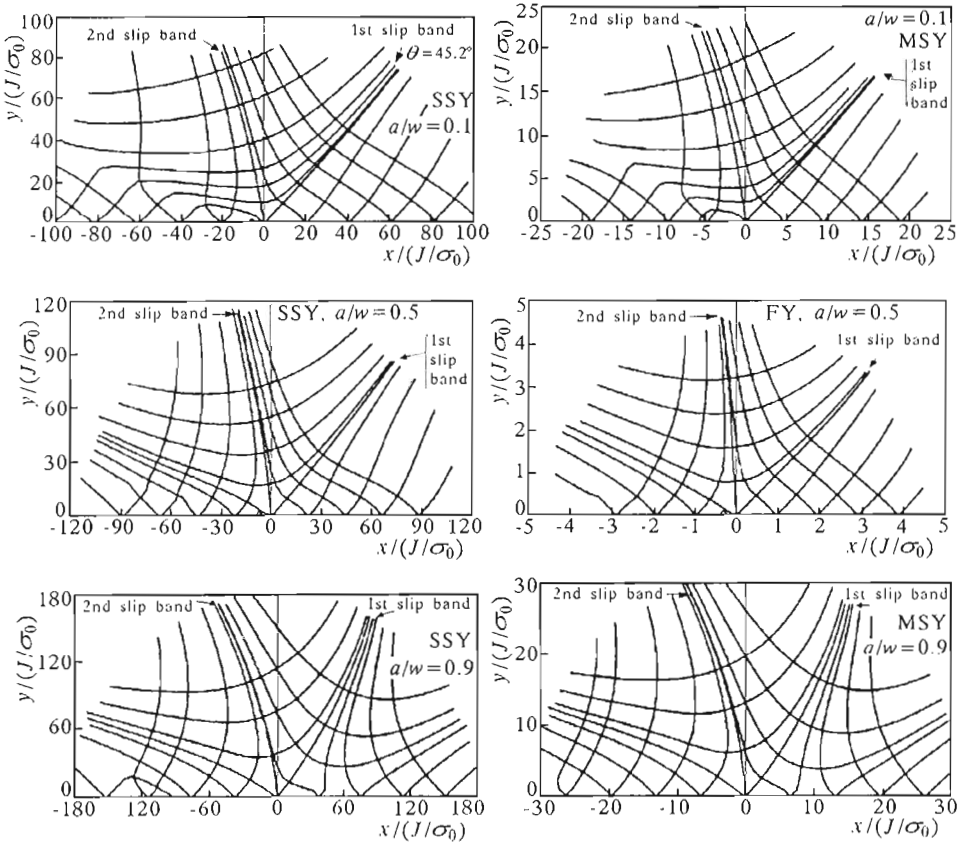 100
80
60
40
20
0
y/(J/σ₀)
2nd slip band
1st slip band
θ=45.2°
SSY
a/w=0.1
-100 -80 -60 -40 -20 0 20 40 60 80 100
x/(J/σ₀)
25
20
15
10
5
0
y/(J/σ₀)
2nd slip band
a/w=0.1
MSY
1st
slip
band
-25 -20 -15 -10 -5 0 5 10 15 20 25
x/(J/σ₀)
120
90
60
30
0
y/(J/σ₀)
2nd slip band
SSY, a/w=0.5
1st
slip
band
-120 -90 -60 -30 0 30 60 90 120
x/(J/σ₀)
5
4
3
2
1
0
y/(J/σ₀)
2nd slip band
FY, a/w=0.5
1st slip band
-5 -4 -3 -2 -1 0 1 2 3 4 5
x/(J/σ₀)
180
120
60
0
y/(J/σ₀)
2nd slip band
1st slip band
SSY
a/w=0.9
-180 -120 -60 0 60 120 180
x/(J/σ₀)
30
20
10
0
y/(J/σ₀)
2nd slip band
1st slip band
MSY
a/w=0.9
-30 -20 -10 0 10 20 30
x/(J/σ₀)